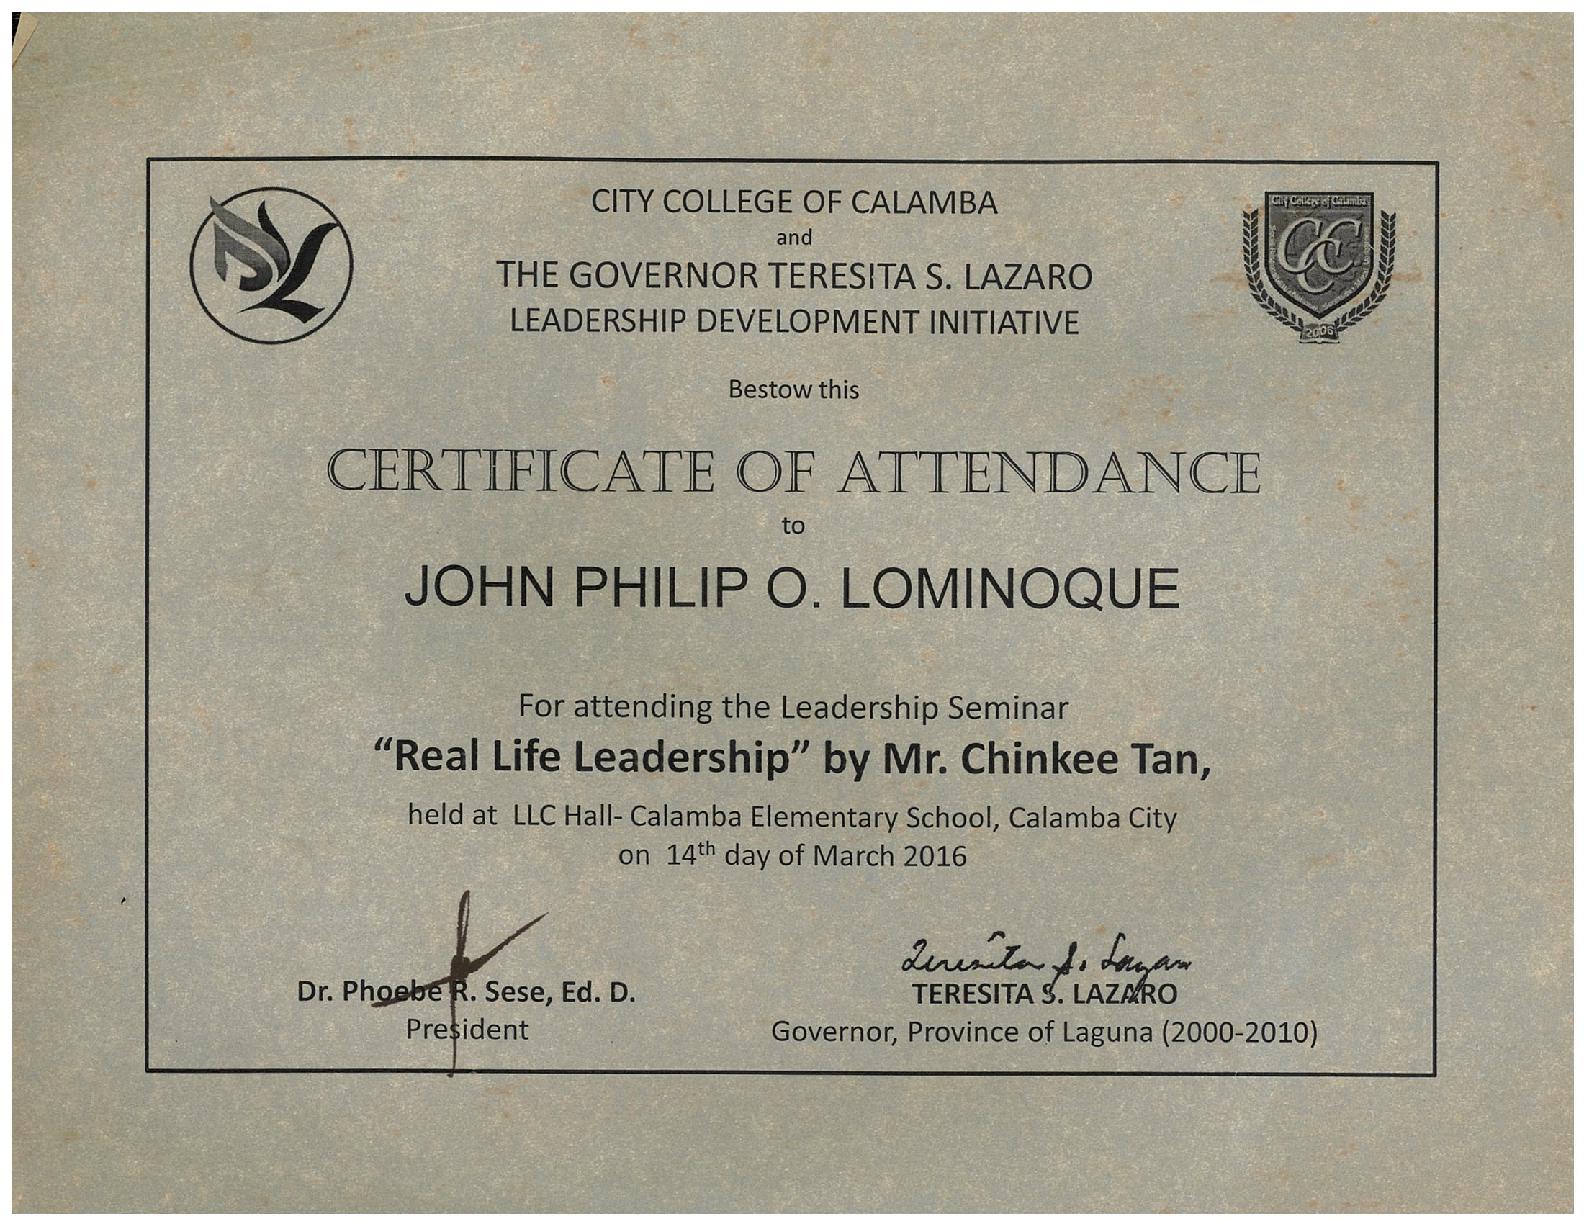 CITY COLLEGE OF CALAMBA
and
THE GOVERNOR TERESITA S. LAZARO
LEADERSHIP DEVELOPMENT INITIATIVE
City College of Calamba
CCC
2006
Bestow this
CERTIFICATE OF ATTENDANCE
to
JOHN PHILIP O. LOMINOQUE
For attending the Leadership Seminar
“Real Life Leadership” by Mr. Chinkee Tan,
held at LLC Hall- Calamba Elementary School, Calamba City
on 14th day of March 2016
Teresita S. Lazaro
Dr. Phoebe R. Sese, Ed. D.
TERESITA S. LAZARO
President
Governor, Province of Laguna (2000-2010)